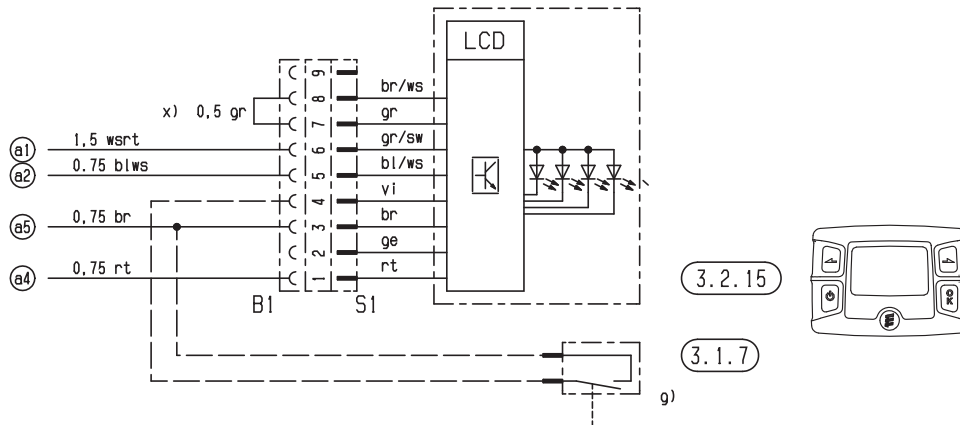 LCD
9
8 br/ws
x) 0,5 gr
7 gr
a1 1,5 wsrt 6 gr/sw
a2 0.75 blws 5 bl/ws
4 vi
a5 0,75 br 3 br
2 ge
a4 0,75 rt 1 rt
B1 S1
3.2.15
OK
3.1.7
g)